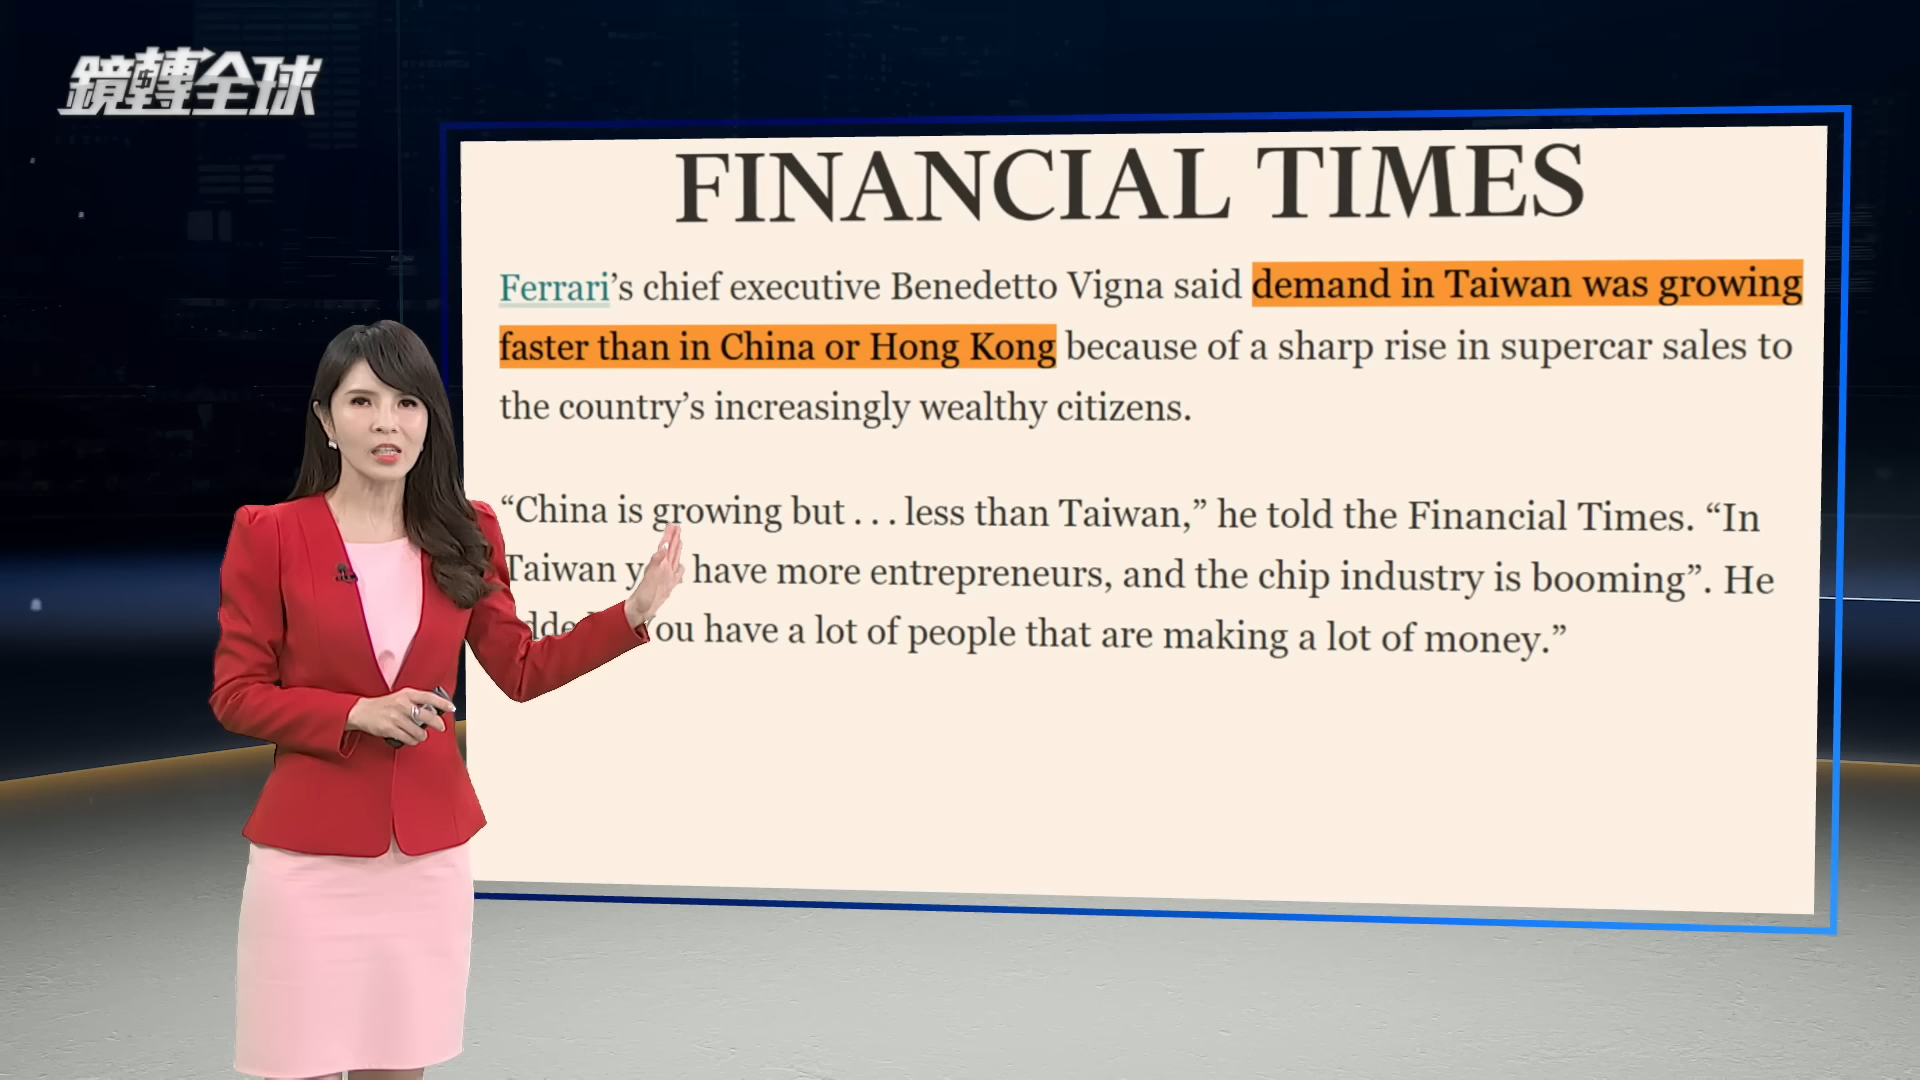 鏡轉全球
FINANCIAL TIMES
Ferrari’s chief executive Benedetto Vigna said demand in Taiwan was growing
faster than in China or Hong Kong because of a sharp rise in supercar sales to
the country’s increasingly wealthy citizens.
“China is growing but . . . less than Taiwan,” he told the Financial Times. “In
Taiwan have more entrepreneurs, and the chip industry is booming”. He
have a lot of people that are making a lot of money.”